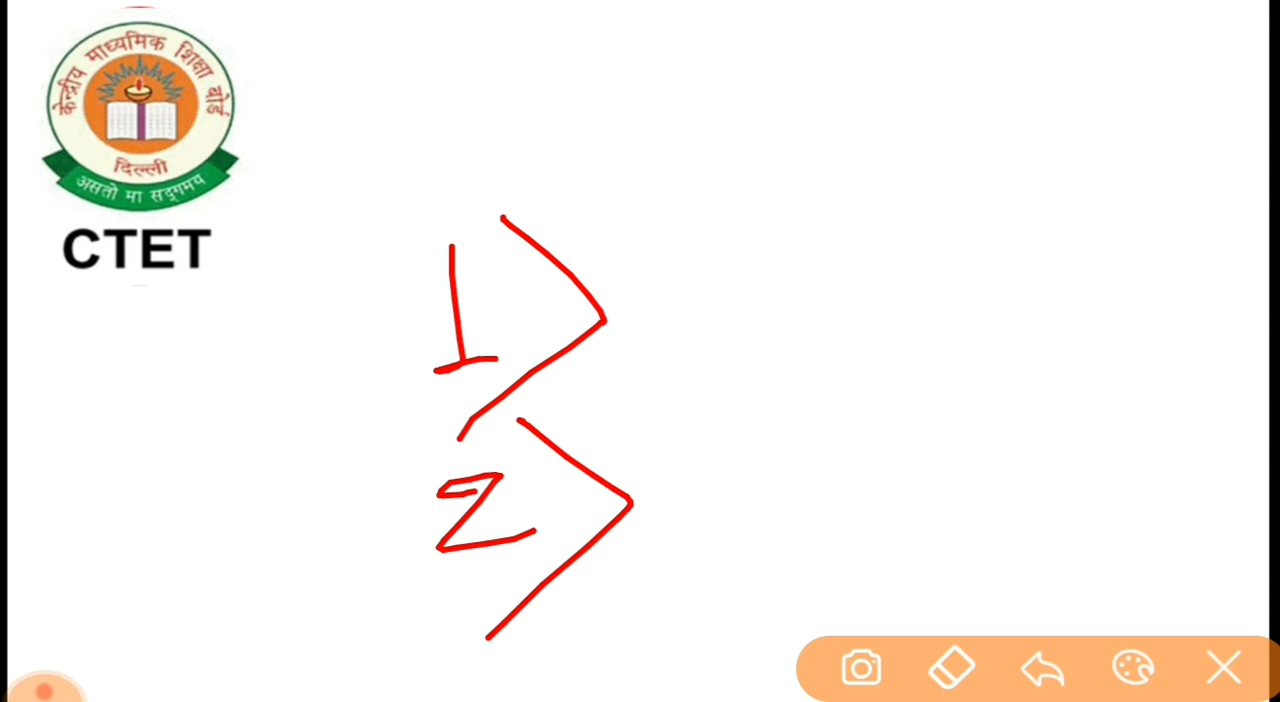 केन्द्रीय माध्यमिक शिक्षा बोर्ड
दिल्ली
असतो मा सद्गमय
CTET
1>
2>